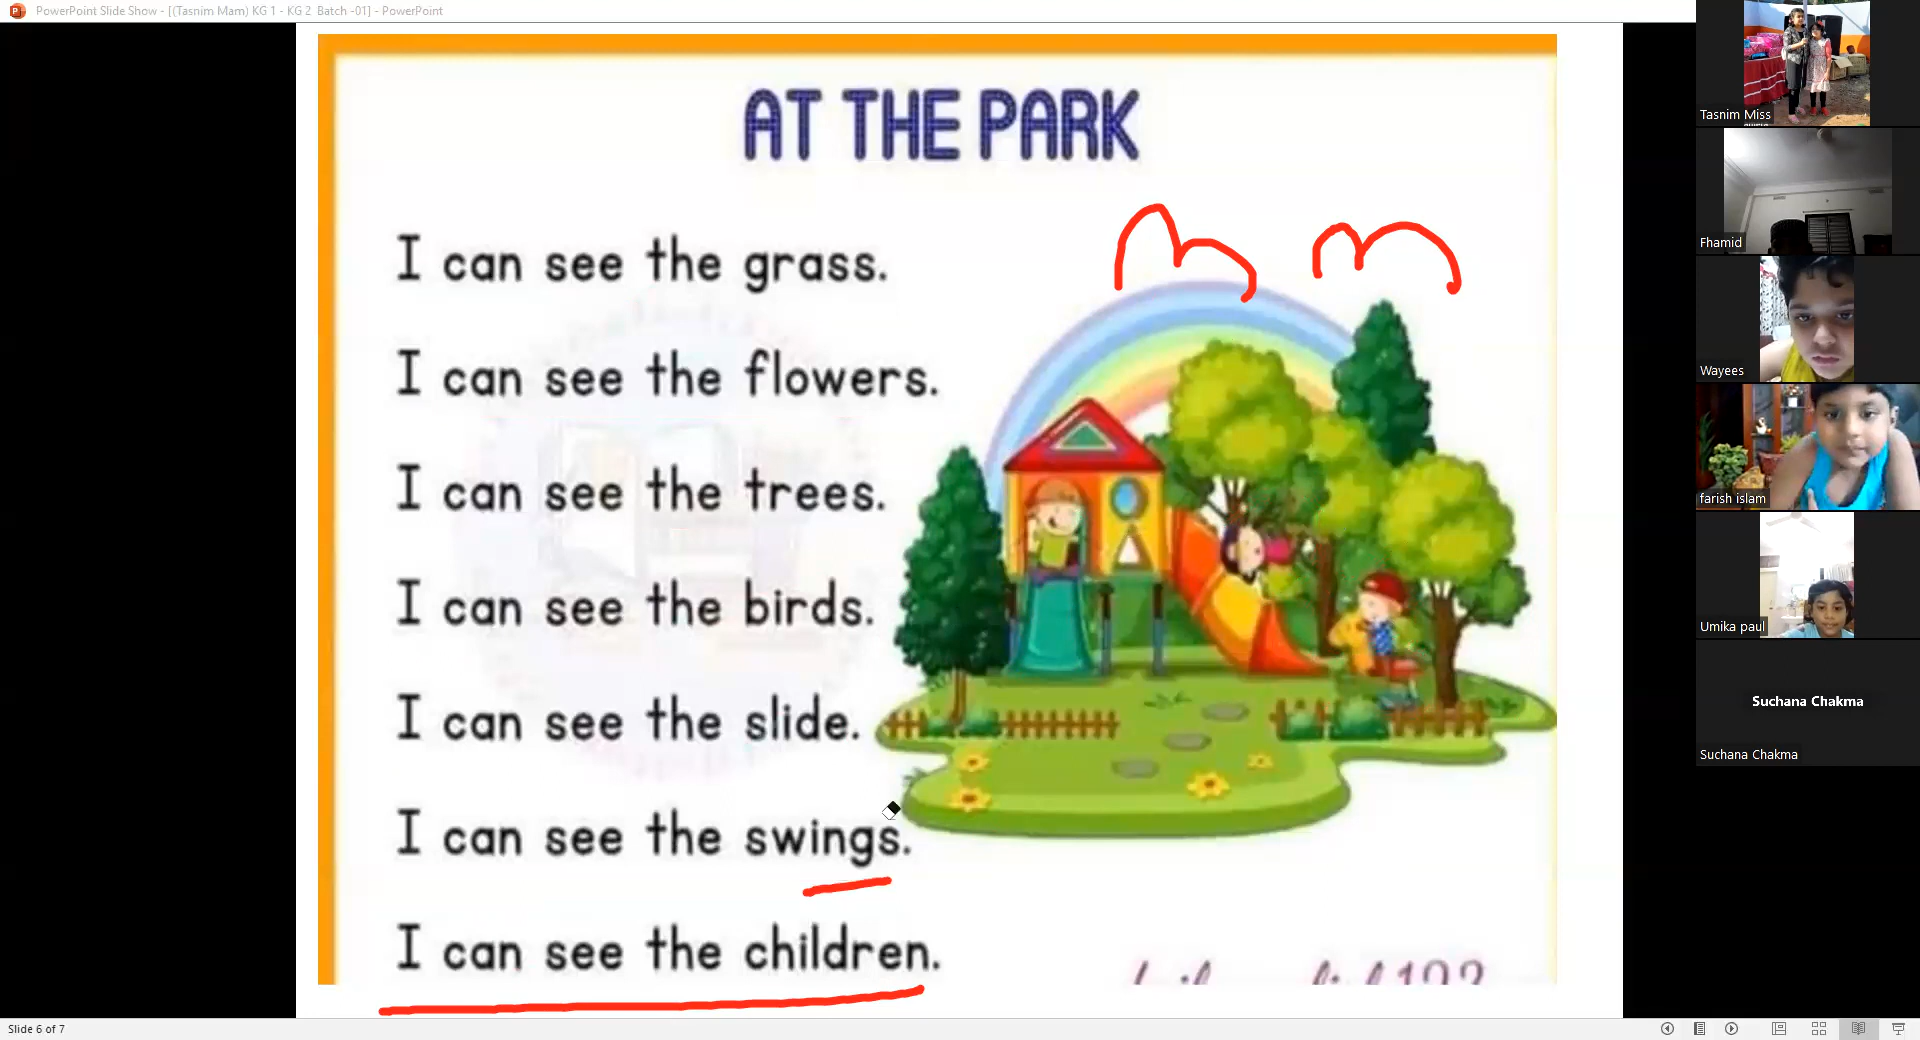 PowerPoint Slide Show - [(Tasnim Mam) KG 1 - KG 2 Batch -01] - PowerPoint
AT THE PARK
I can see the grass.
I can see the flowers.
I can see the trees.
I can see the birds.
I can see the slide.
I can see the swings.
I can see the children.
Tasnim Miss
Fhamid
Wayees
farish islam
Umika paul
Suchana Chakma
Suchana Chakma
Slide 6 of 7